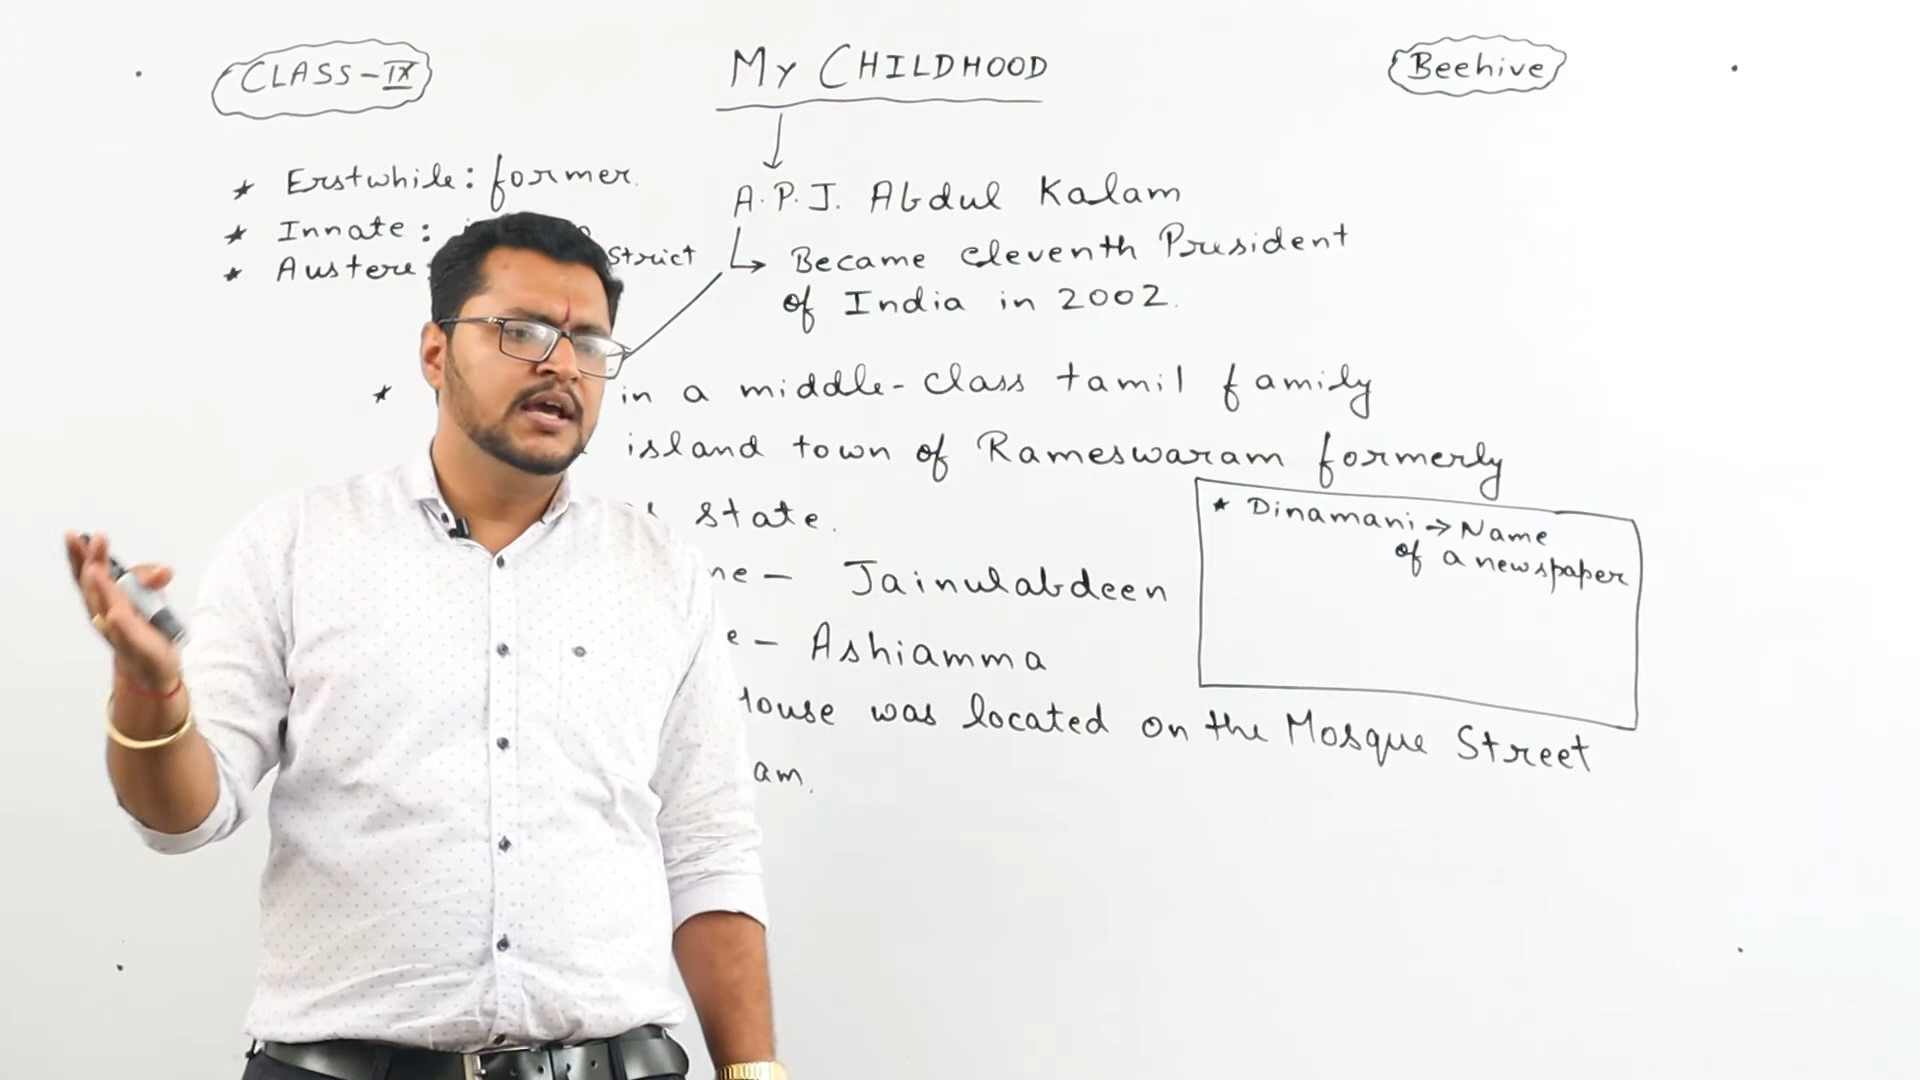 CLASS-IX
MY CHILDHOOD
Beehive
★ Erstwhile: former.
★ Innate:
★ Austere: Strict
A.P.J. Abdul Kalam
↳ Became eleventh President
of India in 2002.
★ in a middle-class tamil family
island town of Rameswaram formerly
state.
- Jainulabdeen
- Ashiamma
House was located on the Mosque Street
★ Dinamani → Name
of a newspaper